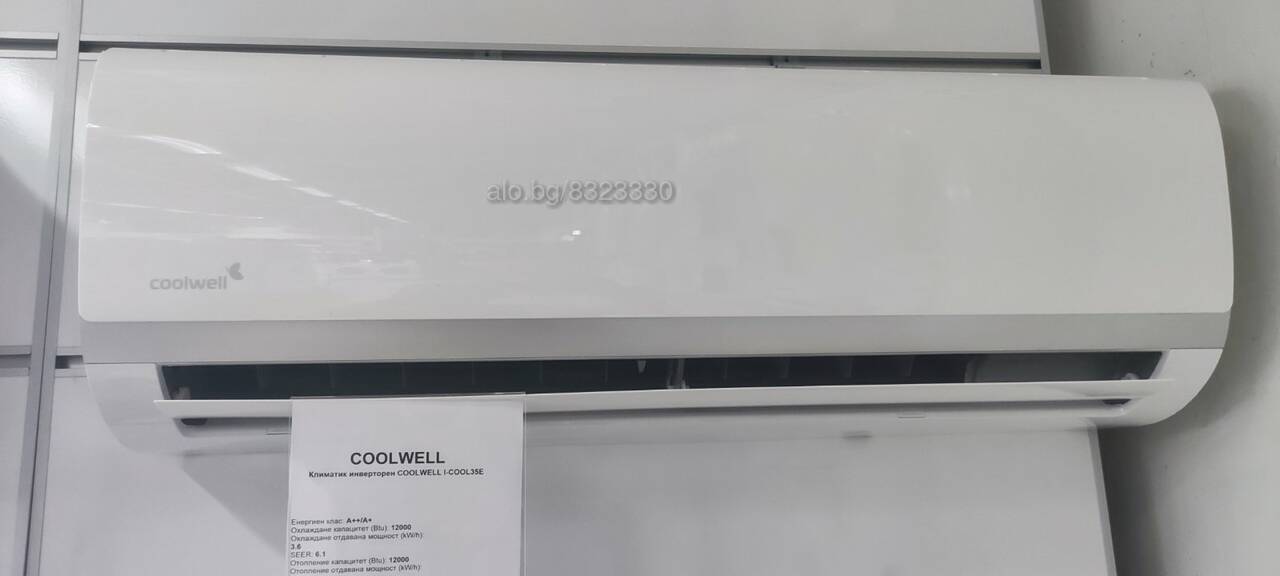 alo.bg/8323330
coolwell
COOLWELL
Климатик инверторен COOLWELL I-COOL35E
Енергиен клас: A++/A+
Охлаждане капацитет (Btu): 12000
Охлаждане отдавана мощност (kW/h):
3.6
SEER: 6.1
Отопление капацитет (Btu): 12000
Отопление отдавана мощност (kW/h):